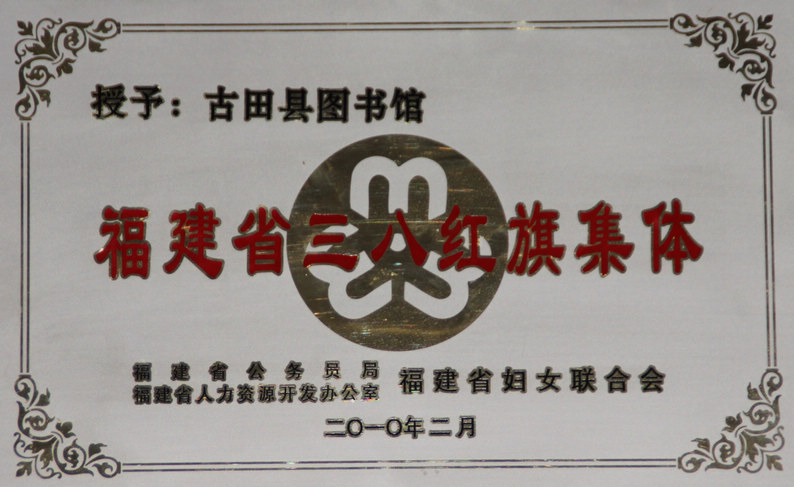 授予：古田县图书馆
福建省三八红旗集体
福建省公务员局
福建省人力资源开发办公室
福建省妇女联合会
二〇一〇年二月